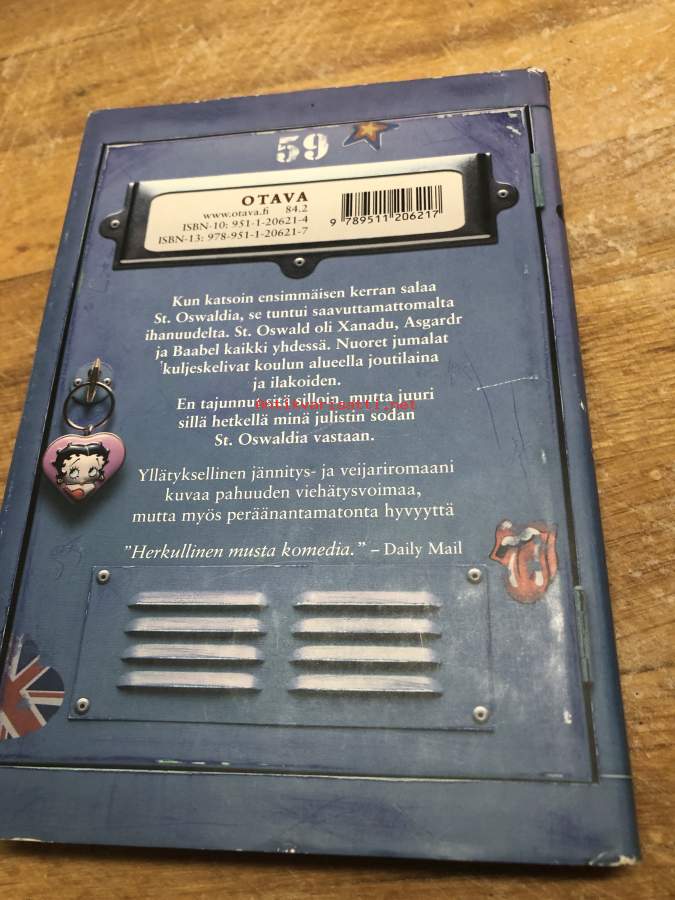 59
OTAVA
www.otava.fi 84.2
ISBN-10: 951-1-20621-4
ISBN-13: 978-951-1-20621-7
9 789511 206217
Kun katsoin ensimmäisen kerran salaa
St. Oswaldia, se tuntui saavuttamattomalta
ihanuudelta. St. Oswald oli Xanadu, Asgardr
ja Baabel kaikki yhdessä. Nuoret jumalat
kuljeskelivat koulun alueella joutilaina
ja ilakoiden.
En tajunnut sitä silloin, mutta juuri
sillä hetkellä minä julistin sodan
St. Oswaldia vastaan.
Yllätyksellinen jännitys- ja veijariromaani
kuvaa pahuuden viehätysvoimaa,
mutta myös peräänantamatonta hyvyyttä
"Herkullinen musta komedia." – Daily Mail